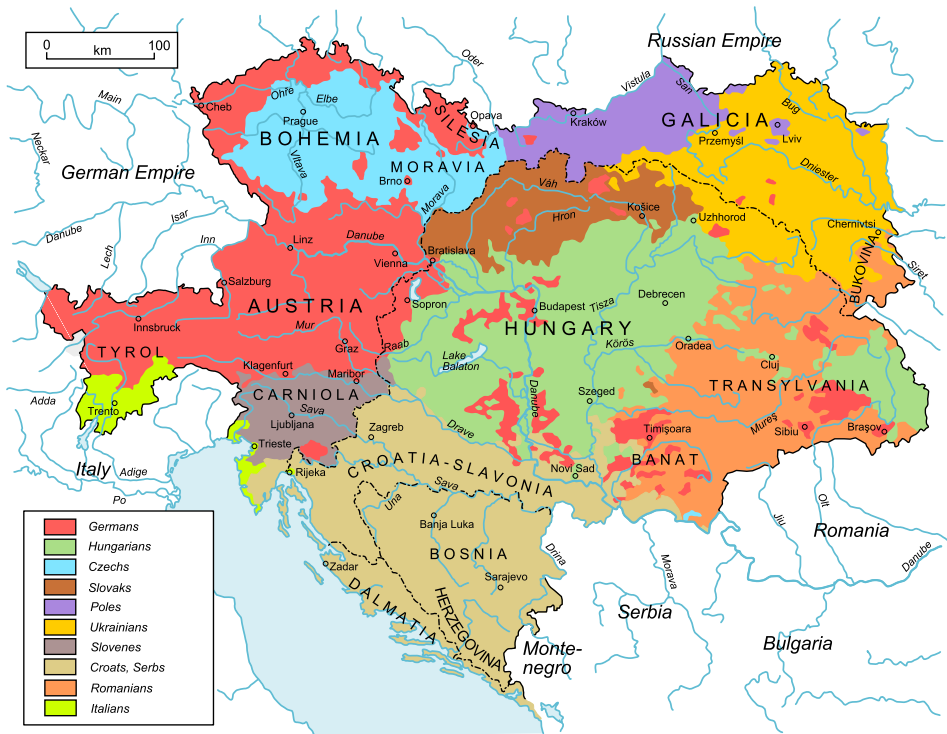 0
100
km
Russian Empire
Oder
Vistula
San
Bug
Main
Cheb
Ohře
Elbe
Prague
Opava
SILESIA
Kraków
GALICIA
Przemyśl
Lviv
Neckar
BOHEMIA
Vltava
MORAVIA
Brno
Morava
German Empire
Dniester
Váh
Hron
Košice
Uzhhorod
Chernivtsi
Siret
BUKOVINA
Danube
Isar
Lech
Inn
Linz
Danube
Vienna
Bratislava
Salzburg
AUSTRIA
Sopron
Budapest
Tisza
Debrecen
HUNGARY
Innsbruck
Mur
Graz
Raab
Lake
Balaton
Körös
Oradea
Cluj
TYROL
Klagenfurt
Maribor
CARNIOLA
Sava
Ljubljana
Danube
Szeged
TRANSYLVANIA
Adda
Trento
Trieste
Zagreb
Drave
Timişoara
Mureș
Sibiu
Braşov
Italy
Adige
Po
Rijeka
CROATIA-SLAVONIA
Sava
Novi Sad
BANAT
Una
Banja Luka
Olt
Jiu
Romania
Danube
Germans
Hungarians
Czechs
Slovaks
Poles
Ukrainians
Slovenes
Croats, Serbs
Romanians
Italians
BOSNIA
Drina
Morava
Zadar
Sarajevo
DALMATIA
HERZEGOVINA
Serbia
Bulgaria
Monte-
negro